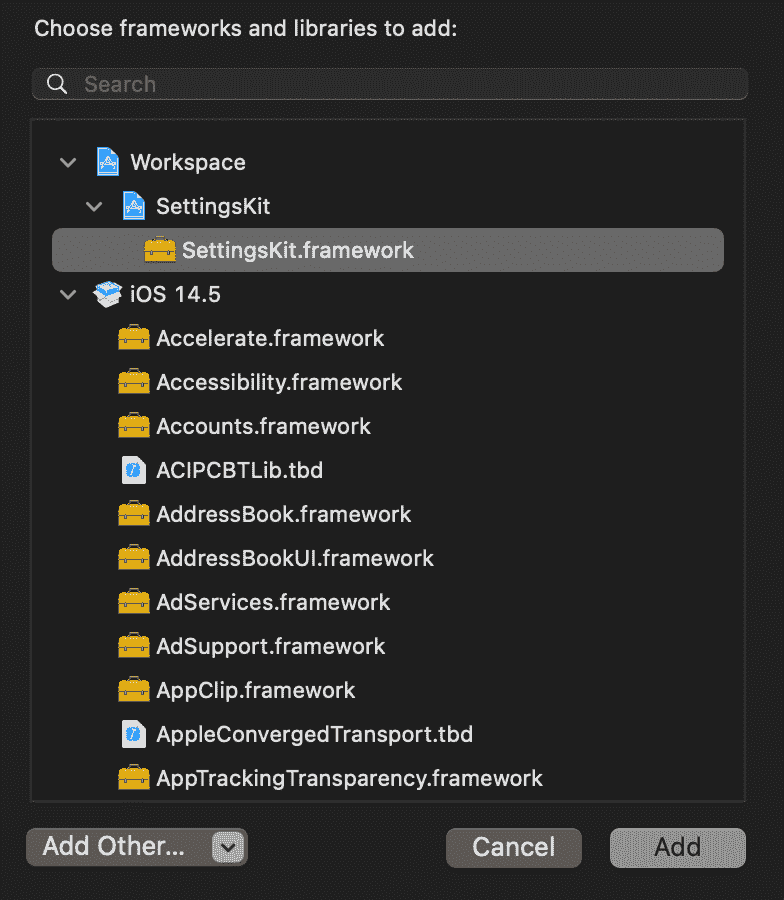 Choose frameworks and libraries to add:
Search
Workspace
SettingsKit
SettingsKit.framework
iOS 14.5
Accelerate.framework
Accessibility.framework
Accounts.framework
ACIPCBTLib.tbd
AddressBook.framework
AddressBookUI.framework
AdServices.framework
AdSupport.framework
AppClip.framework
AppleConvergedTransport.tbd
AppTrackingTransparency.framework
Add Other... Cancel Add